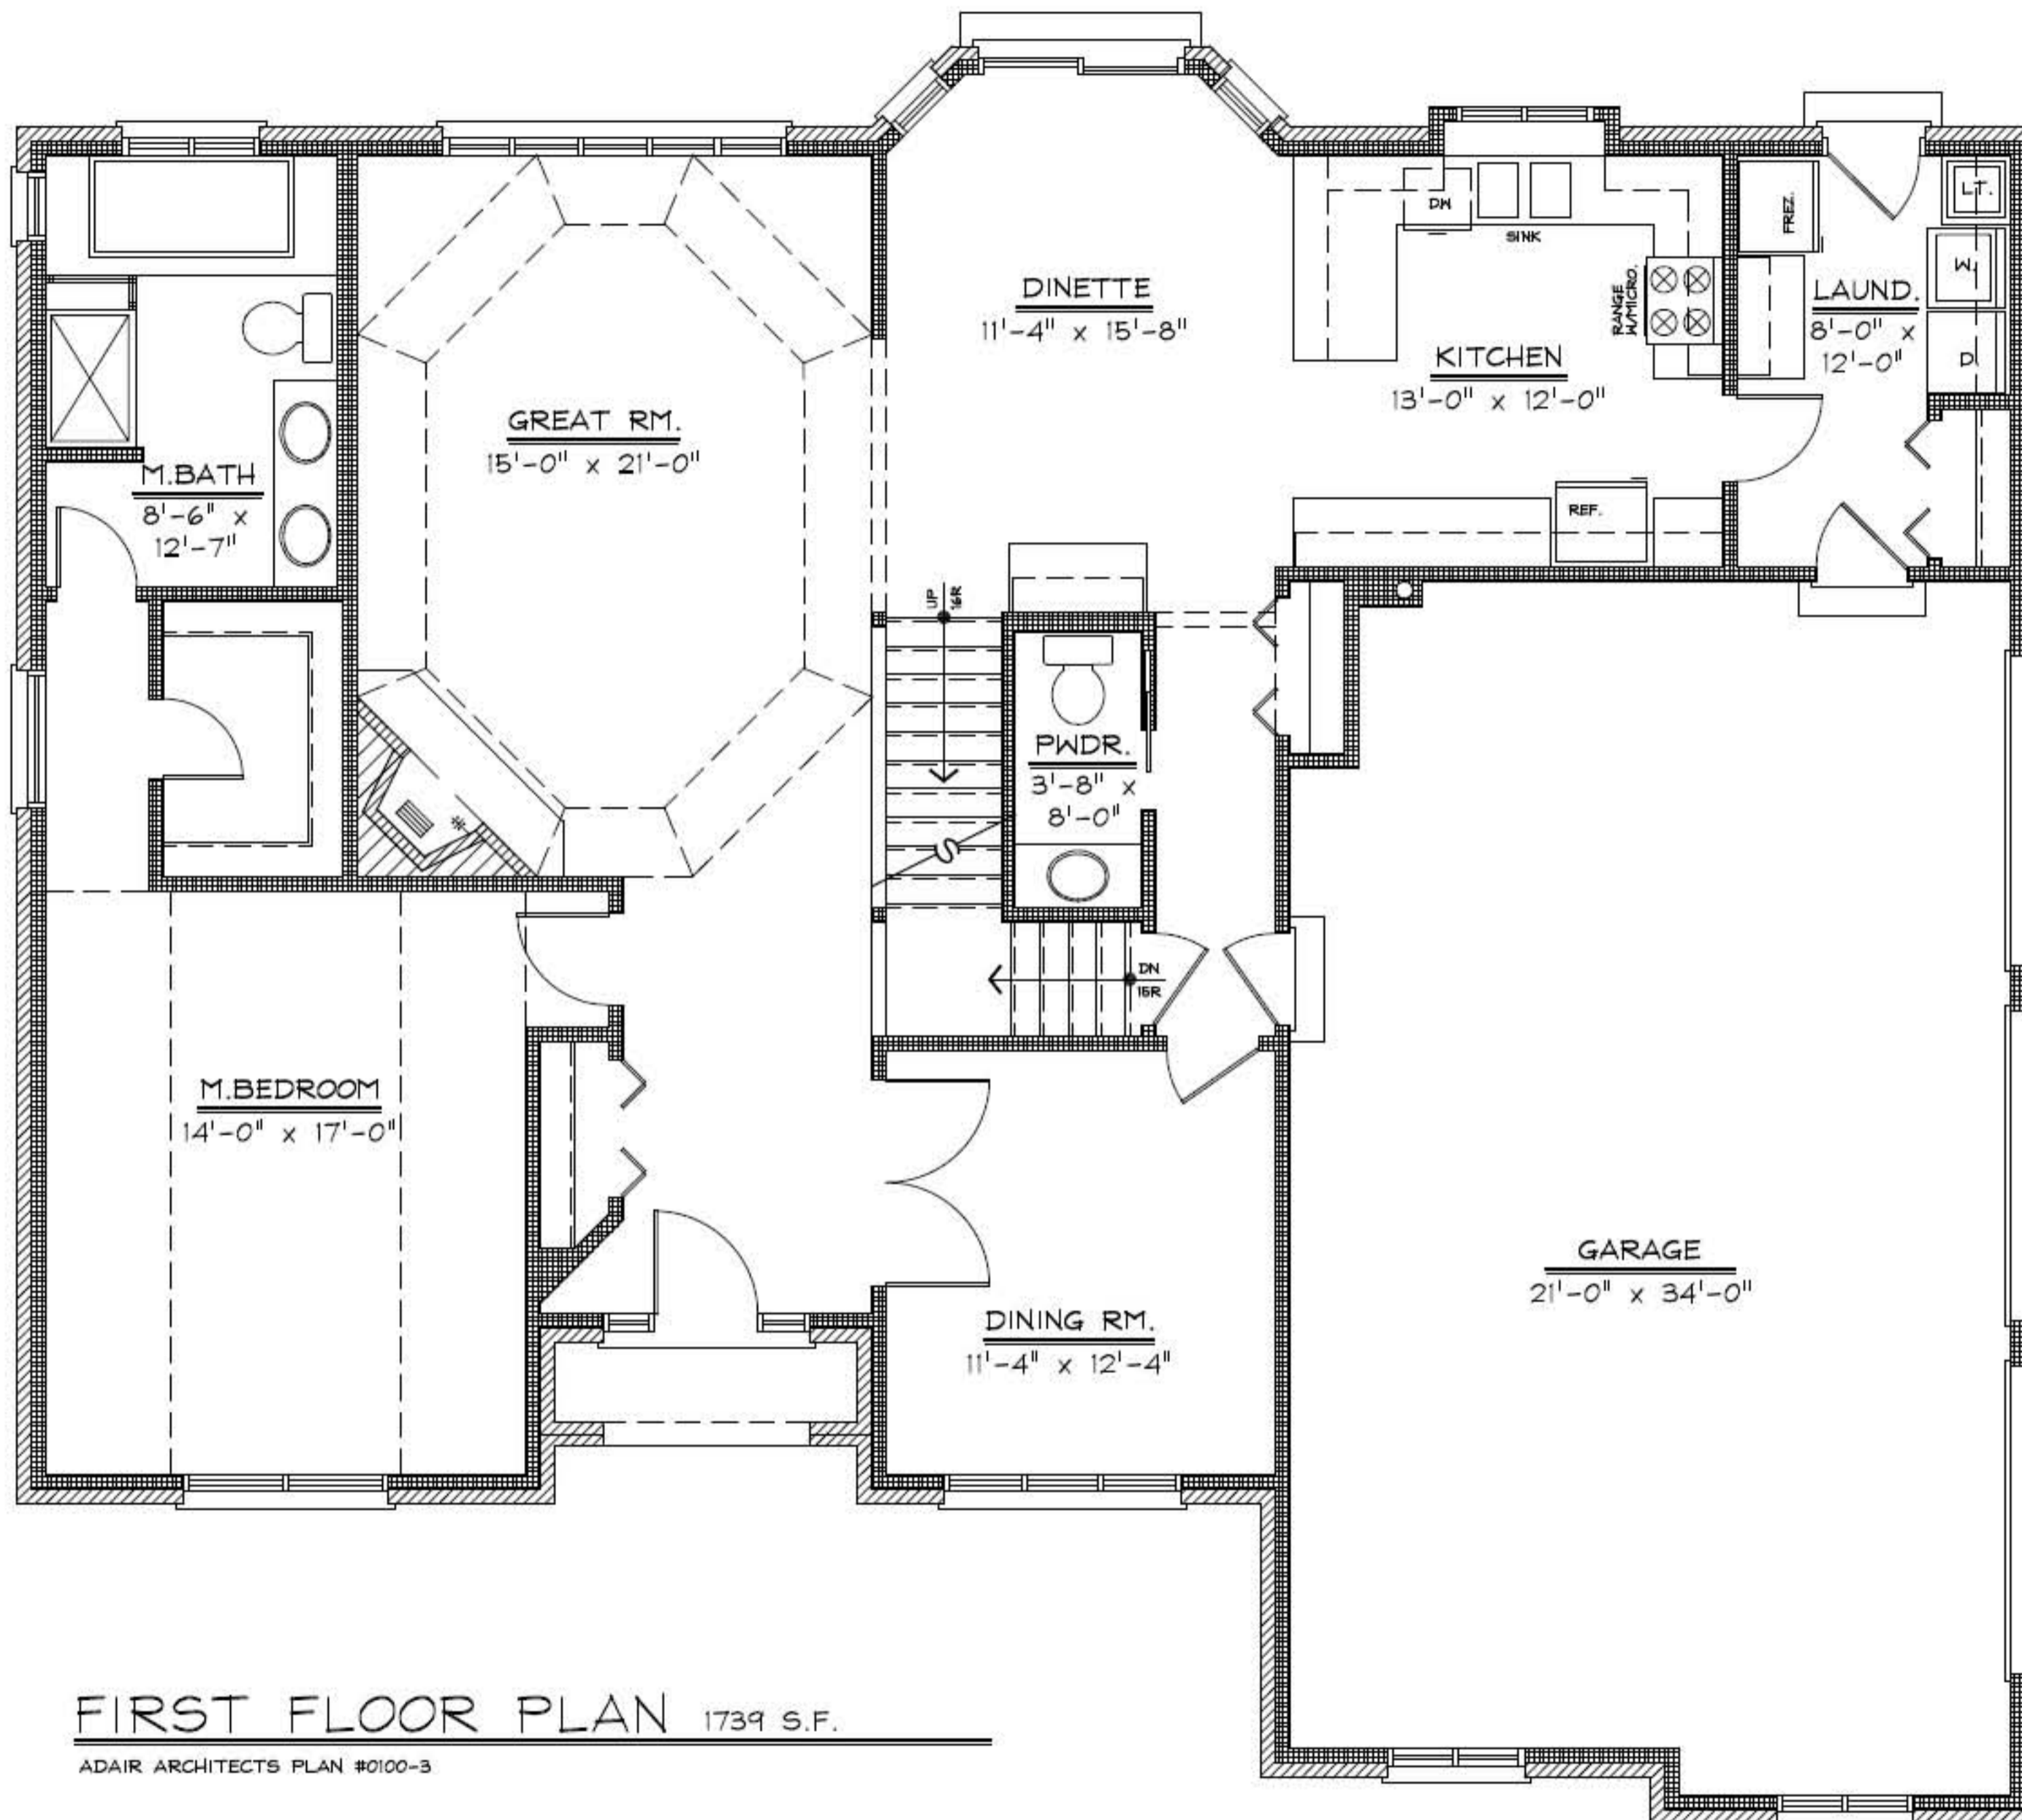 DINETTE
11'-4" x 15'-8"
DW
SINK
RANGE
W/MICRO.
KITCHEN
13'-0" x 12'-0"
REF.
FREZ.
LT.
W.
D
LAUND.
8'-0" x
12'-0"
GREAT RM.
15'-0" x 21'-0"
M.BATH
8'-6" x
12'-7"
UP
16R
PWDR.
3'-8" x
8'-0"
DN
15R
M.BEDROOM
14'-0" x 17'-0"
DINING RM.
11'-4" x 12'-4"
GARAGE
21'-0" x 34'-0"
FIRST FLOOR PLAN 1739 S.F.
ADAIR ARCHITECTS PLAN #0100-3